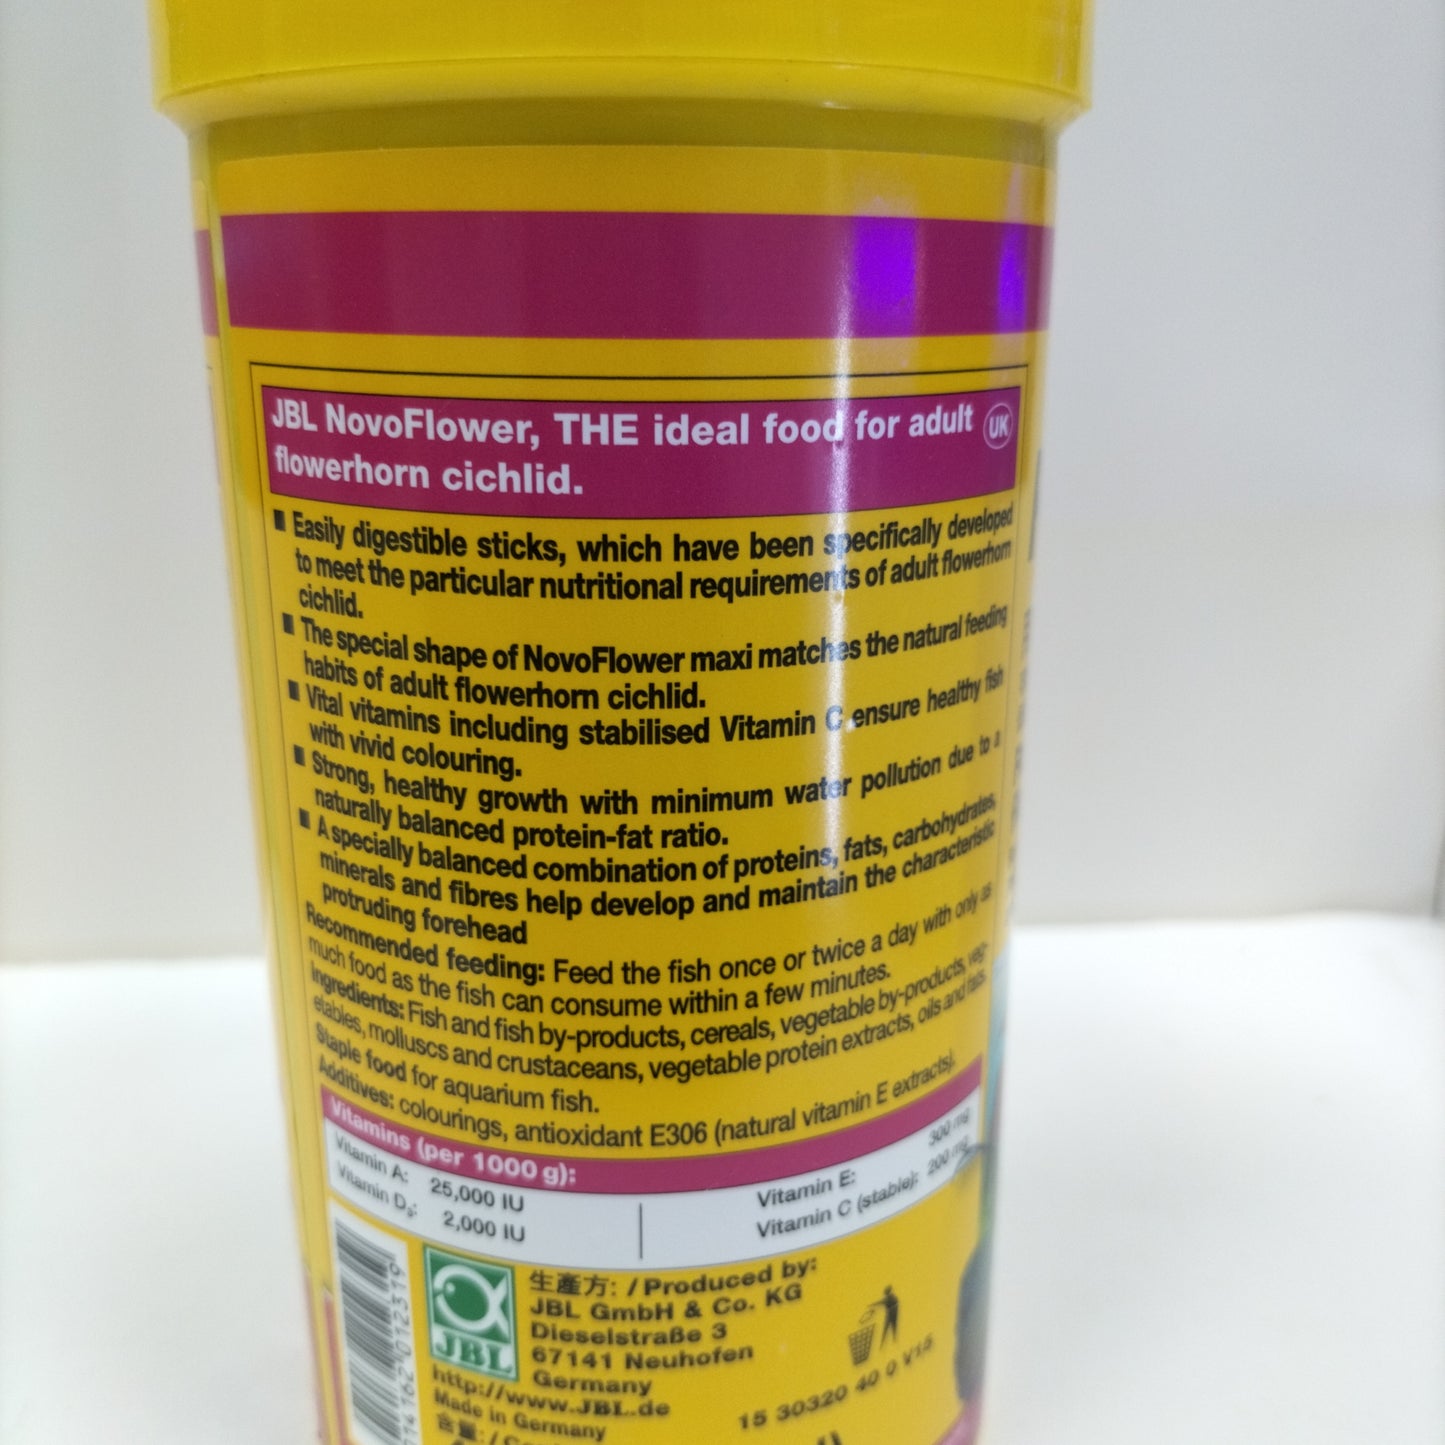 JBL NovoFlower, THE ideal food for adult UK
flowerhorn cichlid.
■ Easily digestible sticks, which have been specifically developed
to meet the particular nutritional requirements of adult flowerhorn
cichlid.
■ The special shape of NovoFlower maxi matches the natural feeding
habits of adult flowerhorn cichlid.
■ Vital vitamins including stabilised Vitamin C ensure healthy fish
with vivid colouring.
■ Strong, healthy growth with minimum water pollution due to a
naturally balanced protein-fat ratio.
■ A specially balanced combination of proteins, fats, carbohydrates,
minerals and fibres help develop and maintain the characteristic
protruding forehead
Recommended feeding: Feed the fish once or twice a day with only as
much food as the fish can consume within a few minutes.
Ingredients: Fish and fish by-products, cereals, vegetable by-products, veg-
etables, molluscs and crustaceans, vegetable protein extracts, oils and fats.
Staple food for aquarium fish.
Additives: colourings, antioxidant E306 (natural vitamin E extracts).
Vitamins (per 1000 g):
Vitamin A: 25,000 IU
Vitamin D3: 2,000 IU
Vitamin E: 300 mg
Vitamin C (stable): 200 mg
生產方: / Produced by:
JBL GmbH & Co. KG
Dieselstraße 3
67141 Neuhofen
Germany
JBL
http://www.JBL.de
Made in Germany
15 30320 40 0 V15